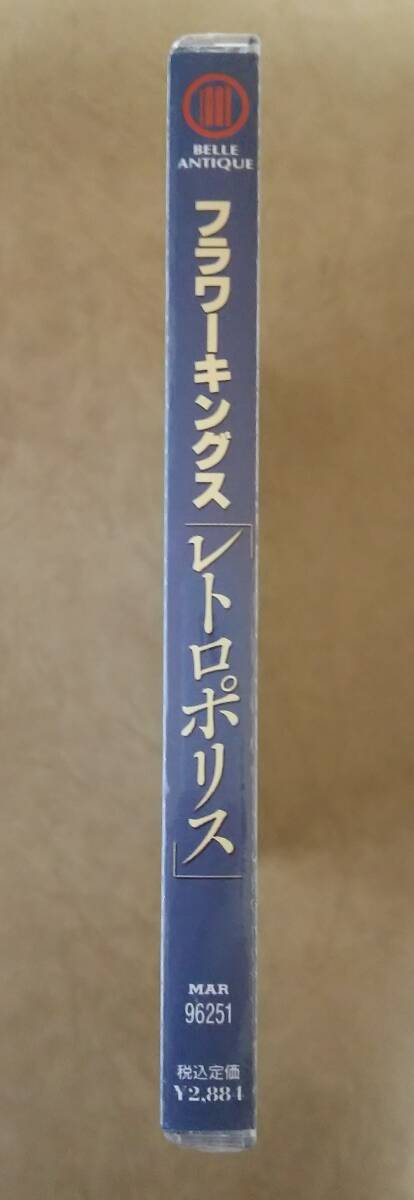 BELLE
ANTIQUE
フラワーキングス
「レトロポリス」
MAR
96251
税込定価
¥2,884